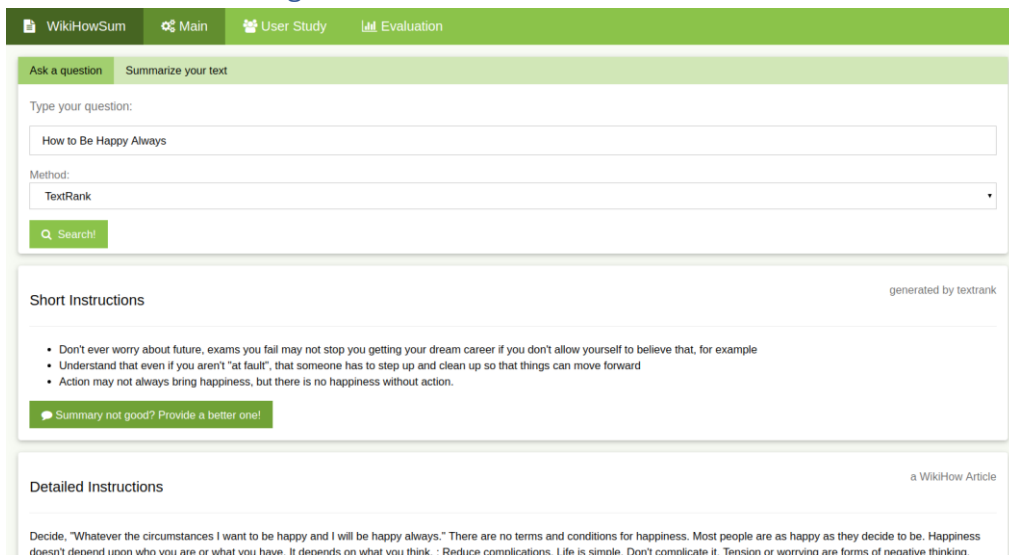 WikiHowSum Main User Study Evaluation
Ask a question Summarize your text
Type your question:
How to Be Happy Always
Method:
TextRank
Search!
Short Instructions
generated by textrank
• Don't ever worry about future, exams you fail may not stop you getting your dream career if you don't allow yourself to believe that, for example
• Understand that even if you aren't "at fault", that someone has to step up and clean up so that things can move forward
• Action may not always bring happiness, but there is no happiness without action.
Summary not good? Provide a better one!
Detailed Instructions
a WikiHow Article
Decide, "Whatever the circumstances I want to be happy and I will be happy always." There are no terms and conditions for happiness. Most people are as happy as they decide to be. Happiness
doesn't depend upon who you are or what you have. It depends on what you think. ; Reduce complications. Life is simple. Don't complicate it. Tension or worrying are forms of negative thinking.